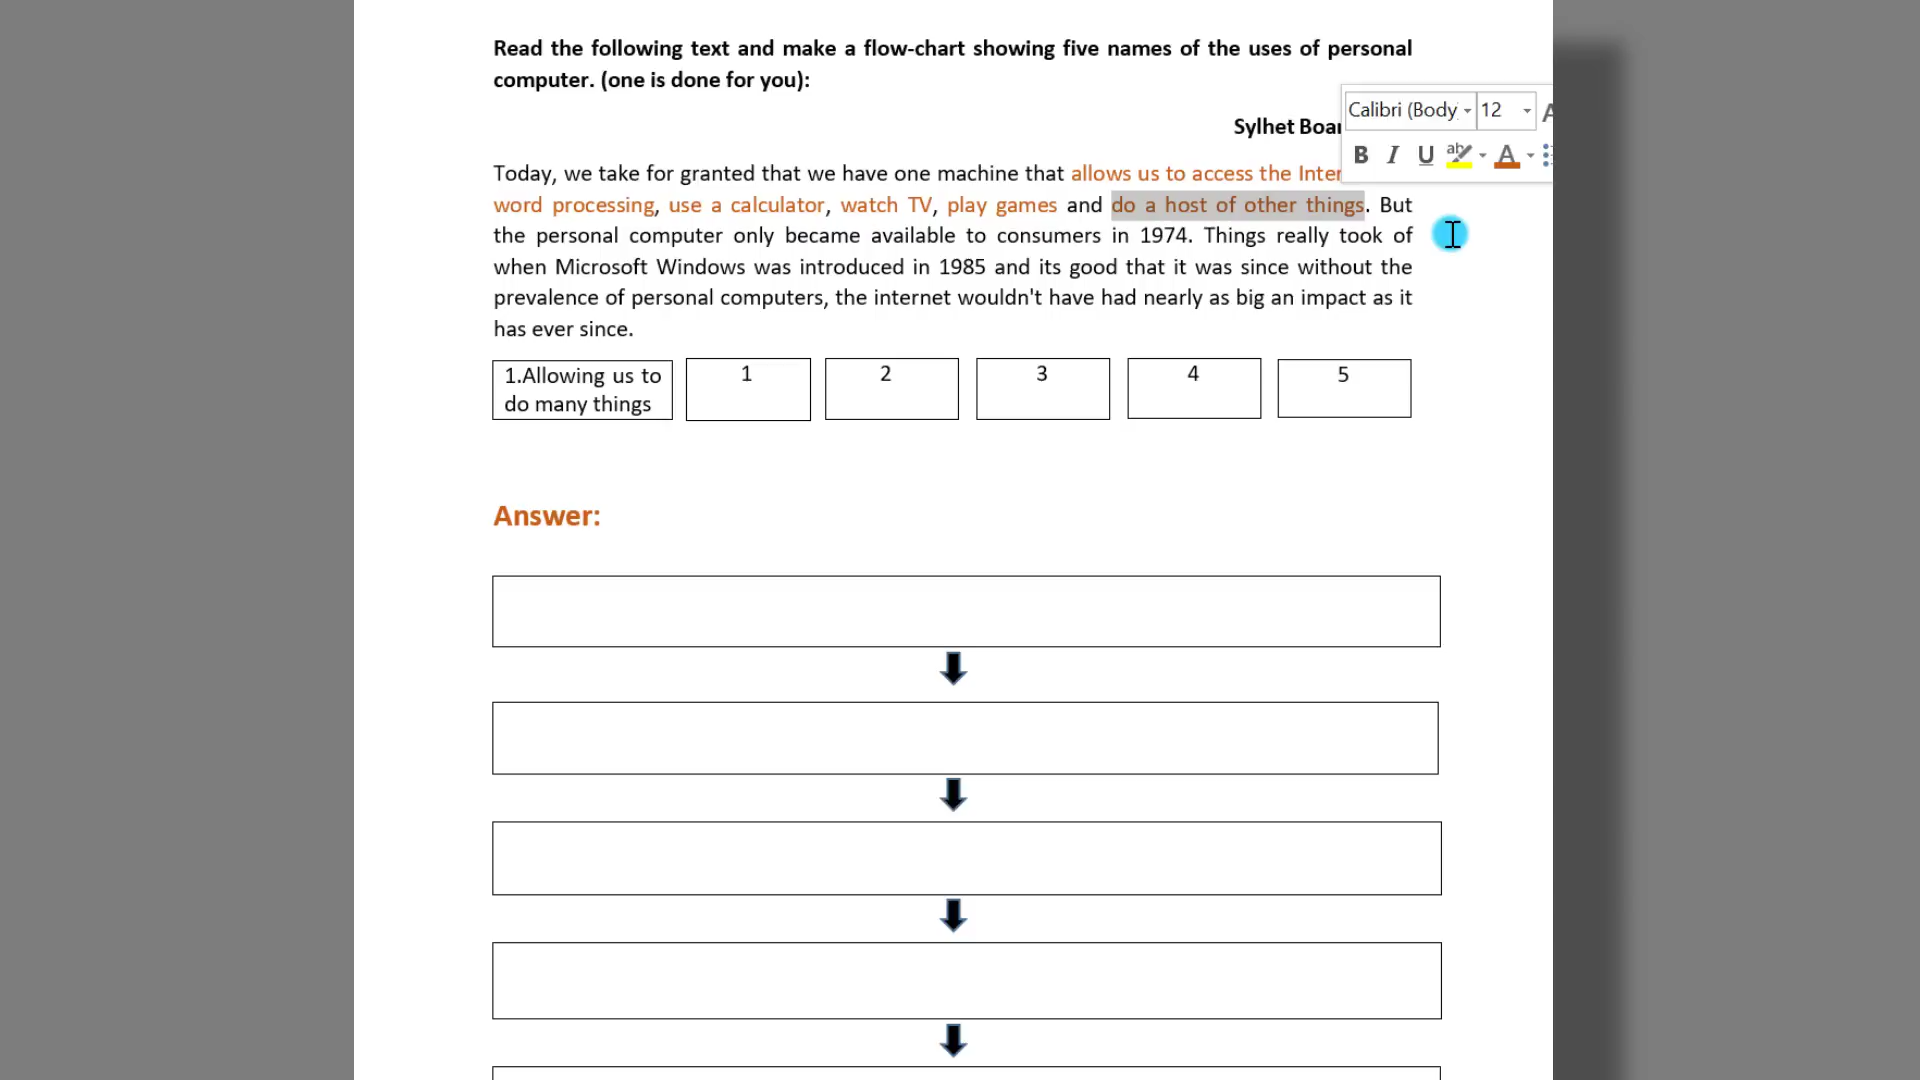 Read the following text and make a flow-chart showing five names of the uses of personal
computer. (one is done for you):
Calibri (Body 12 A
Sylhet Boar
B I U ab A
Today, we take for granted that we have one machine that allows us to access the Inter
word processing, use a calculator, watch TV, play games and do a host of other things. But
the personal computer only became available to consumers in 1974. Things really took of
when Microsoft Windows was introduced in 1985 and its good that it was since without the
prevalence of personal computers, the internet wouldn't have had nearly as big an impact as it
has ever since.
1.Allowing us to
do many things
1
2
3
4
5
Answer: